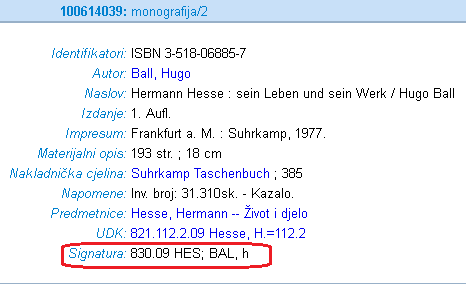 100614039: monografija/2
Identifikatori: ISBN 3-518-06885-7
Autor: Ball, Hugo
Naslov: Hermann Hesse : sein Leben und sein Werk / Hugo Ball
Izdanje: 1. Aufl.
Impresum: Frankfurt a. M. : Suhrkamp, 1977.
Materijalni opis: 193 str. ; 18 cm
Nakladnička cjelina: Suhrkamp Taschenbuch ; 385
Napomene: Inv. broj: 31.310sk. - Kazalo.
Predmetnice: Hesse, Hermann -- Život i djelo
UDK: 821.112.2.09 Hesse, H.=112.2
Signatura: 830.09 HES; BAL, h